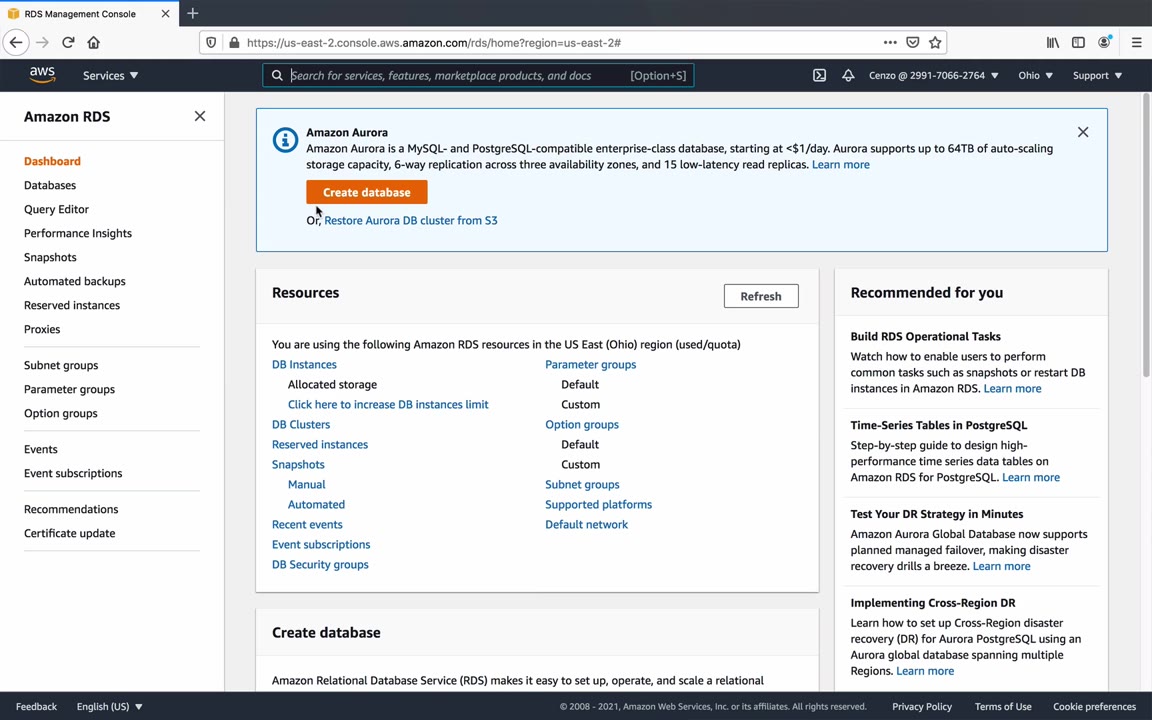 RDS Management Console
https://us-east-2.console.aws.amazon.com/rds/home?region=us-east-2#
aws
Services
Search for services, features, marketplace products, and docs
[Option+S]
Cenzo @ 2991-7066-2764
Ohio
Support
Amazon RDS
Dashboard
Databases
Query Editor
Performance Insights
Snapshots
Automated backups
Reserved instances
Proxies
Subnet groups
Parameter groups
Option groups
Events
Event subscriptions
Recommendations
Certificate update
Amazon Aurora
Amazon Aurora is a MySQL- and PostgreSQL-compatible enterprise-class database, starting at <$1/day. Aurora supports up to 64TB of auto-scaling
storage capacity, 6-way replication across three availability zones, and 15 low-latency read replicas. Learn more
Create database
Or, Restore Aurora DB cluster from S3
Resources
Refresh
You are using the following Amazon RDS resources in the US East (Ohio) region (used/quota)
DB Instances
Allocated storage
Click here to increase DB instances limit
DB Clusters
Reserved instances
Snapshots
Manual
Automated
Recent events
Event subscriptions
DB Security groups
Parameter groups
Default
Custom
Option groups
Default
Custom
Subnet groups
Supported platforms
Default network
Create database
Amazon Relational Database Service (RDS) makes it easy to set up, operate, and scale a relational
Recommended for you
Build RDS Operational Tasks
Watch how to enable users to perform
common tasks such as snapshots or restart DB
instances in Amazon RDS. Learn more
Time-Series Tables in PostgreSQL
Step-by-step guide to design high-
performance time series data tables on
Amazon RDS for PostgreSQL. Learn more
Test Your DR Strategy in Minutes
Amazon Aurora Global Database now supports
planned managed failover, making disaster
recovery drills a breeze. Learn more
Implementing Cross-Region DR
Learn how to set up Cross-Region disaster
recovery (DR) for Aurora PostgreSQL using an
Aurora global database spanning multiple
Regions. Learn more
Feedback
English (US)
© 2008 - 2021, Amazon Web Services, Inc. or its affiliates. All rights reserved.
Privacy Policy
Terms of Use
Cookie preferences